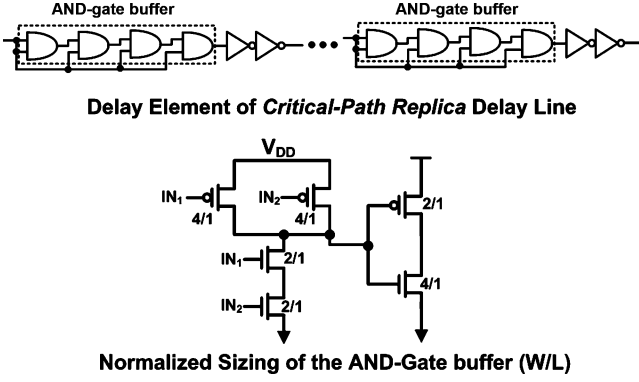 AND-gate buffer AND-gate buffer
Delay Element of Critical-Path Replica Delay Line
VDD
IN1 4/1 IN2 4/1 2/1
IN1 2/1 4/1
IN2 2/1
Normalized Sizing of the AND-Gate buffer (W/L)